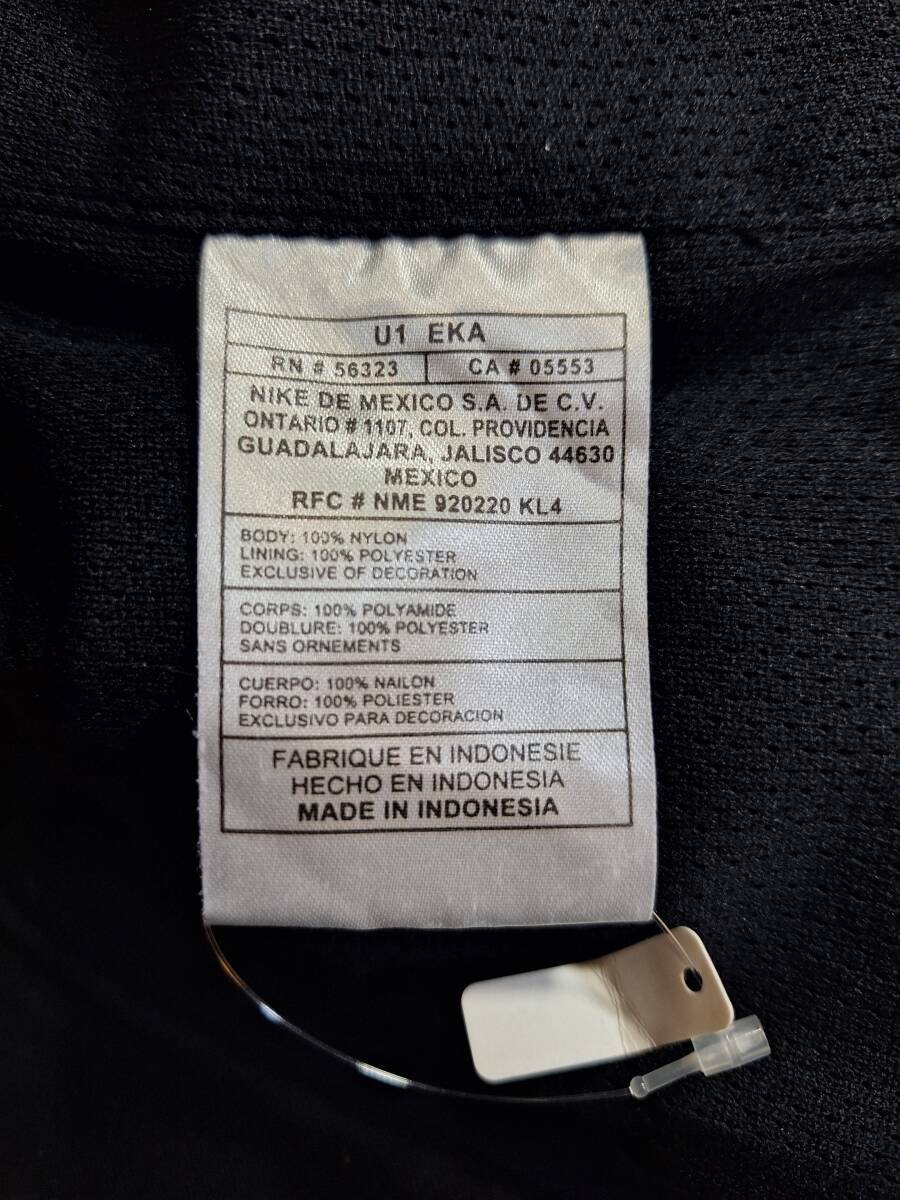 U1 EKA
RN # 56323 CA # 05553
NIKE DE MEXICO S.A. DE C.V.
ONTARIO # 1107, COL. PROVIDENCIA
GUADALAJARA, JALISCO 44630
MEXICO
RFC # NME 920220 KL4
BODY: 100% NYLON
LINING: 100% POLYESTER
EXCLUSIVE OF DECORATION
CORPS: 100% POLYAMIDE
DOUBLURE: 100% POLYESTER
SANS ORNEMENTS
CUERPO: 100% NAILON
FORRO: 100% POLIESTER
EXCLUSIVO PARA DECORACION
FABRIQUE EN INDONESIE
HECHO EN INDONESIA
MADE IN INDONESIA